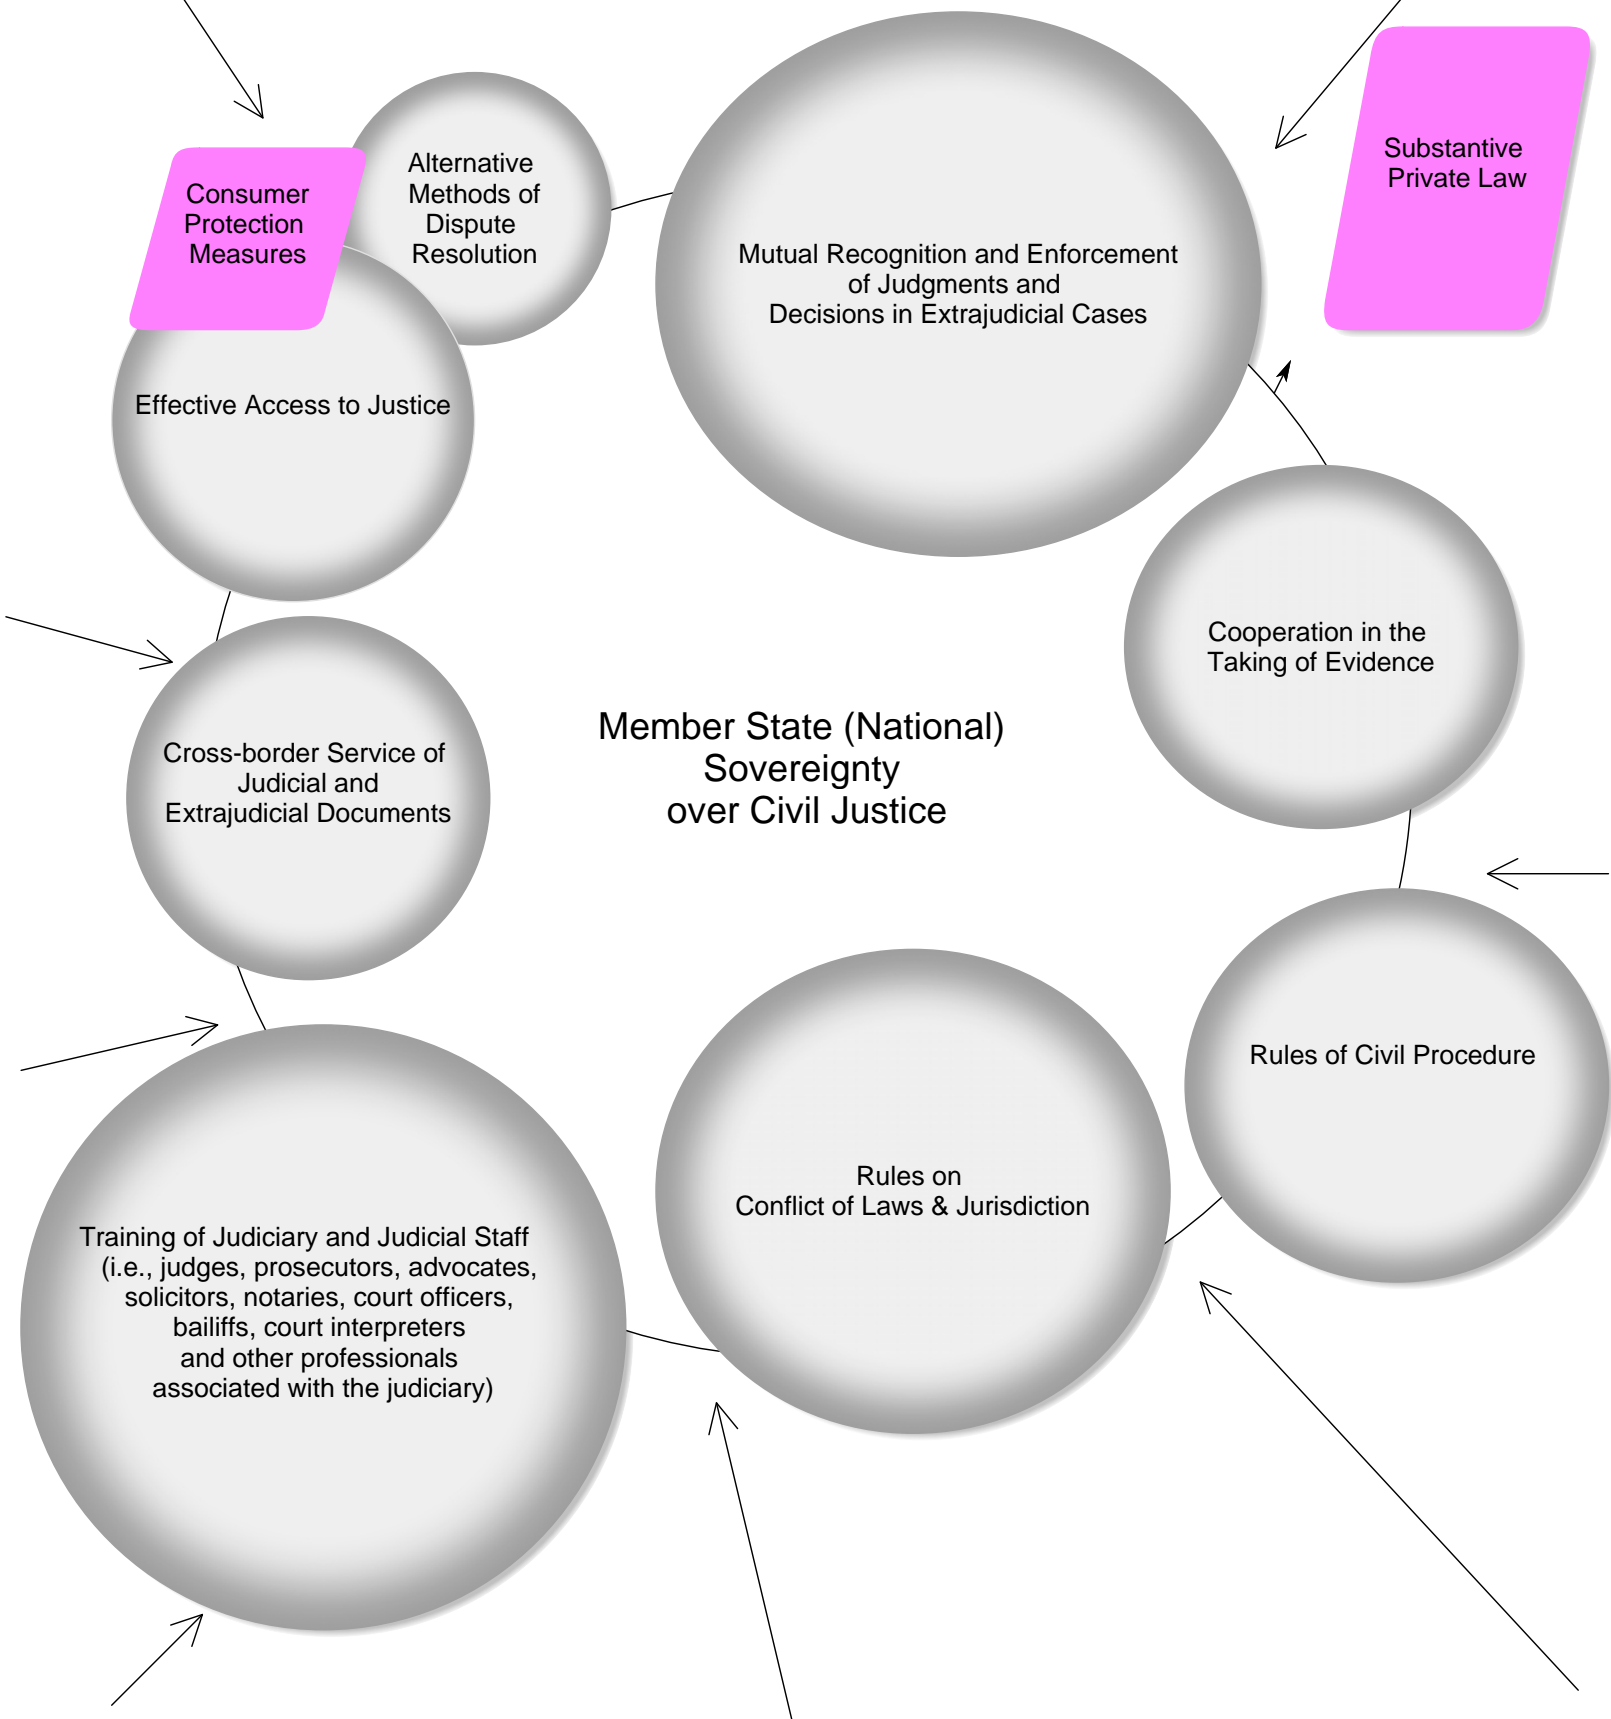 Substantive
Private Law
Alternative
Methods of
Dispute
Resolution
Consumer
Protection
Measures
Mutual Recognition and Enforcement
of Judgments and
Decisions in Extrajudicial Cases
Effective Access to Justice
Cooperation in the
Taking of Evidence
Member State (National)
Sovereignty
over Civil Justice
Cross-border Service of
Judicial and
Extrajudicial Documents
Rules of Civil Procedure
Rules on
Conflict of Laws & Jurisdiction
Training of Judiciary and Judicial Staff
(i.e., judges, prosecutors, advocates,
solicitors, notaries, court officers,
bailiffs, court interpreters
and other professionals
associated with the judiciary)